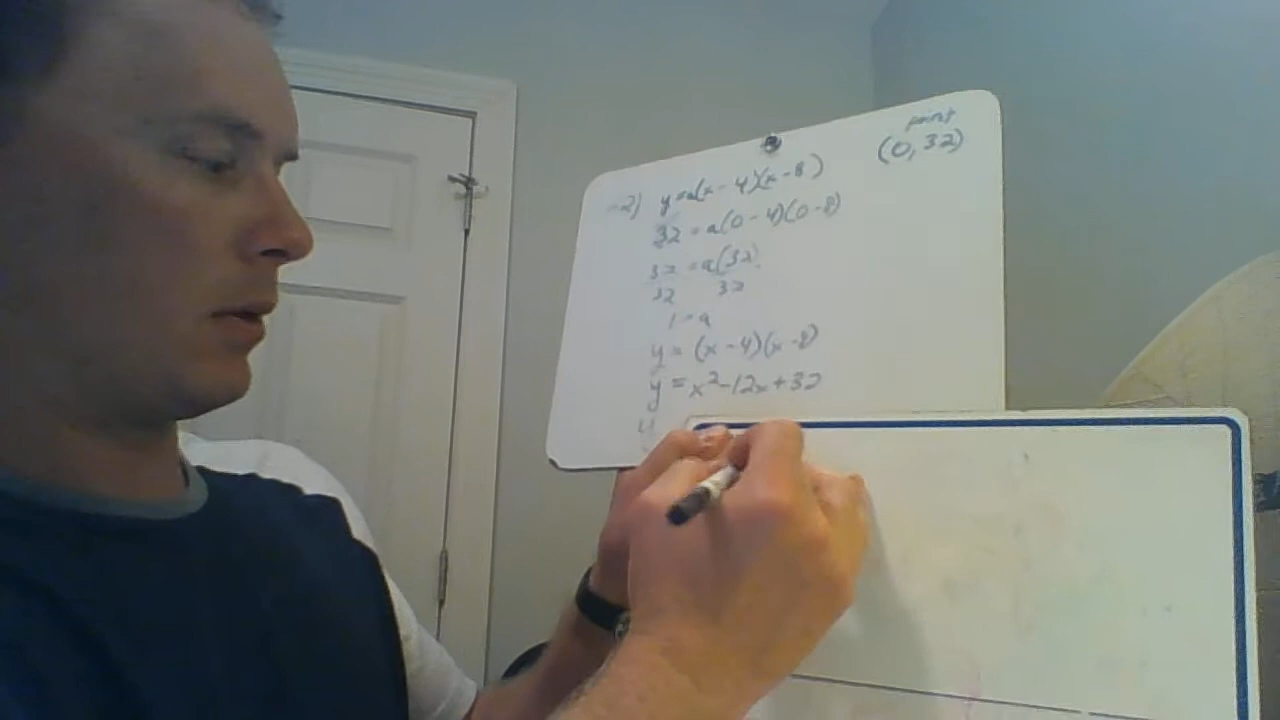 point
(0, 32)
2) y=a(x-4)(x-8)
32 = a(0-4)(0-8)
32 = a(32)
32 32
1 = a
y = (x-4)(x-8)
y = x²-12x+32
y